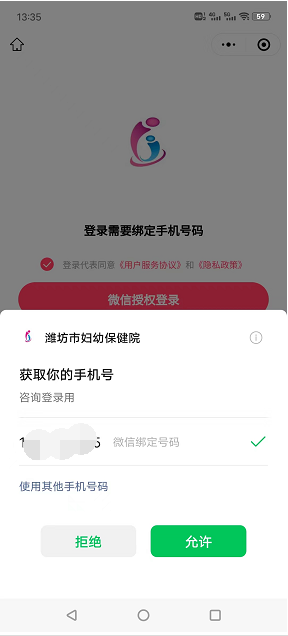 13:35
59
登录需要绑定手机号码
登录代表同意《用户服务协议》和《隐私政策》
微信授权登录
潍坊市妇幼保健院
获取你的手机号
咨询登录用
1 5 微信绑定号码
使用其他手机号码
拒绝 允许